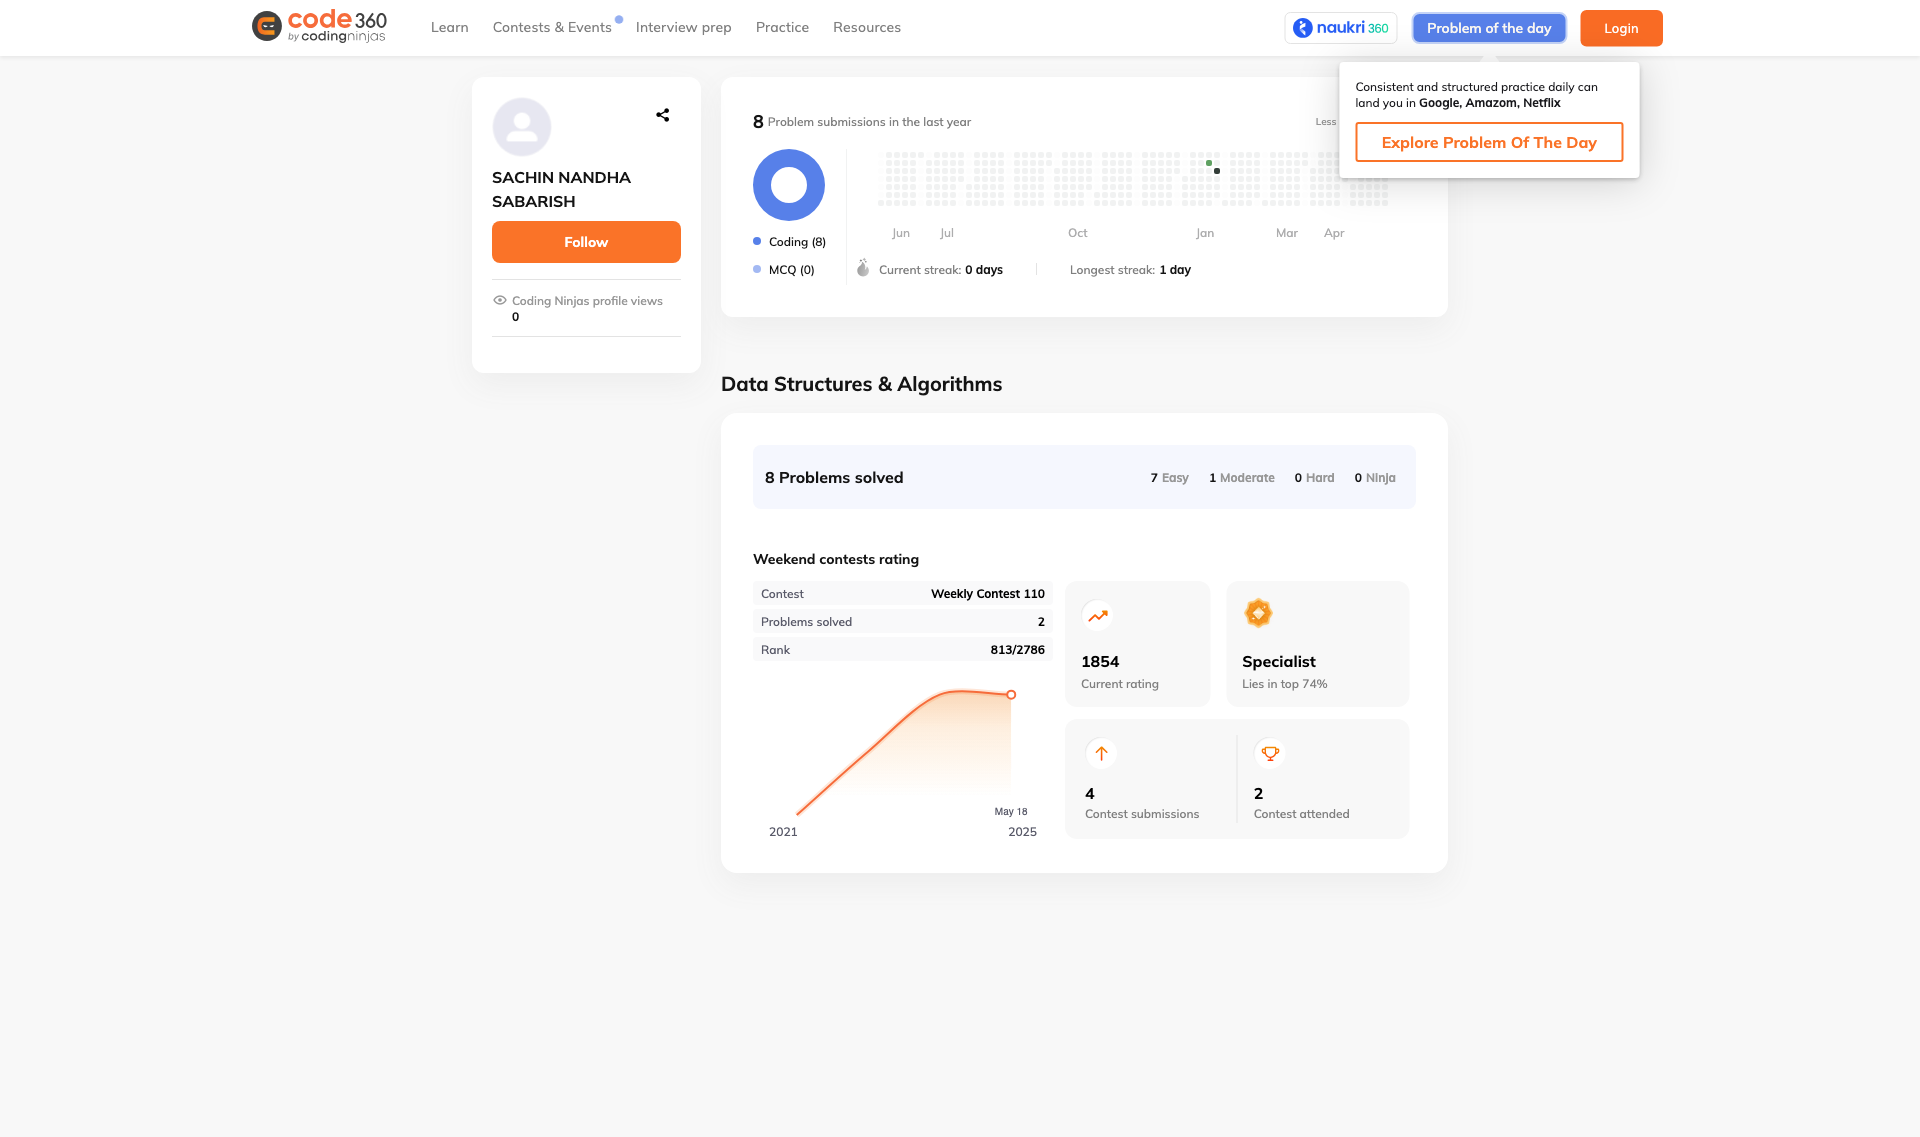 code 360
by codingninjas
Learn
Contests & Events
Interview prep
Practice
Resources
naukri 360
Problem of the day
Login
Consistent and structured practice daily can
land you in Google, Amazom, Netflix
Explore Problem Of The Day
SACHIN NANDHA
SABARISH
Follow
Coding Ninjas profile views
0
8 Problem submissions in the last year
Less
Coding (8)
MCQ (0)
Jun
Jul
Oct
Jan
Mar
Apr
Current streak: 0 days
Longest streak: 1 day
Data Structures & Algorithms
8 Problems solved
7 Easy
1 Moderate
0 Hard
0 Ninja
Weekend contests rating
Contest
Weekly Contest 110
Problems solved
2
Rank
813/2786
May 18
2021
2025
1854
Current rating
Specialist
Lies in top 74%
4
Contest submissions
2
Contest attended